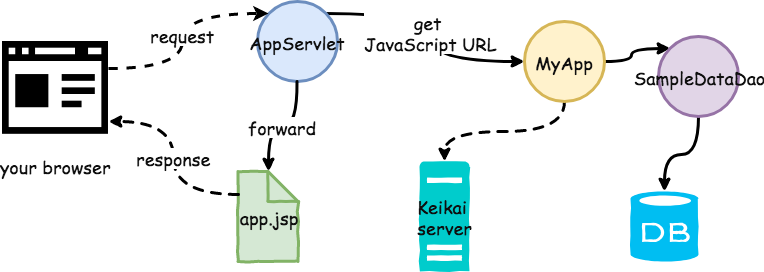 request
AppServlet
get
JavaScript URL
MyApp
SampleDataDao
forward
your browser
response
app.jsp
Keikai
server
DB